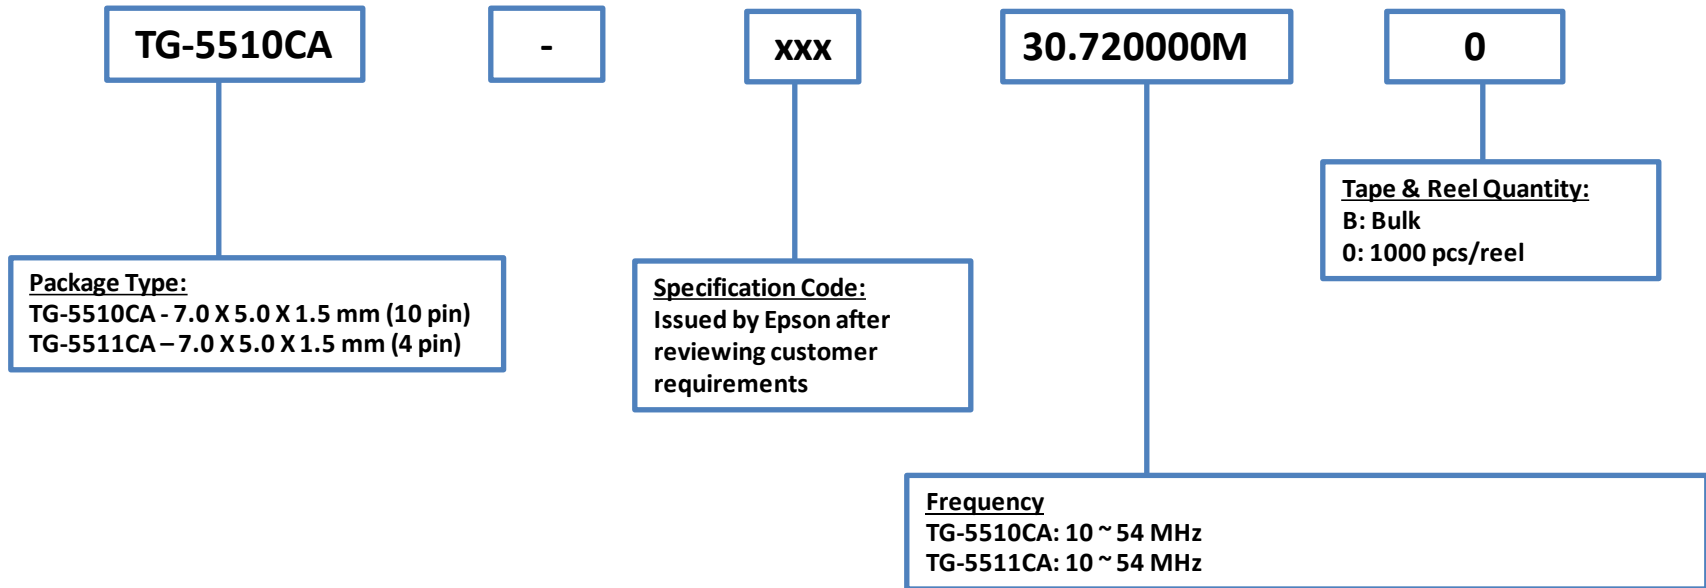 TG-5510CA - xxx 30.720000M 0
Tape & Reel Quantity:
B: Bulk
0: 1000 pcs/reel
Package Type:
TG-5510CA - 7.0 X 5.0 X 1.5 mm (10 pin)
TG-5511CA – 7.0 X 5.0 X 1.5 mm (4 pin)
Specification Code:
Issued by Epson after
reviewing customer
requirements
Frequency
TG-5510CA: 10 ~ 54 MHz
TG-5511CA: 10 ~ 54 MHz